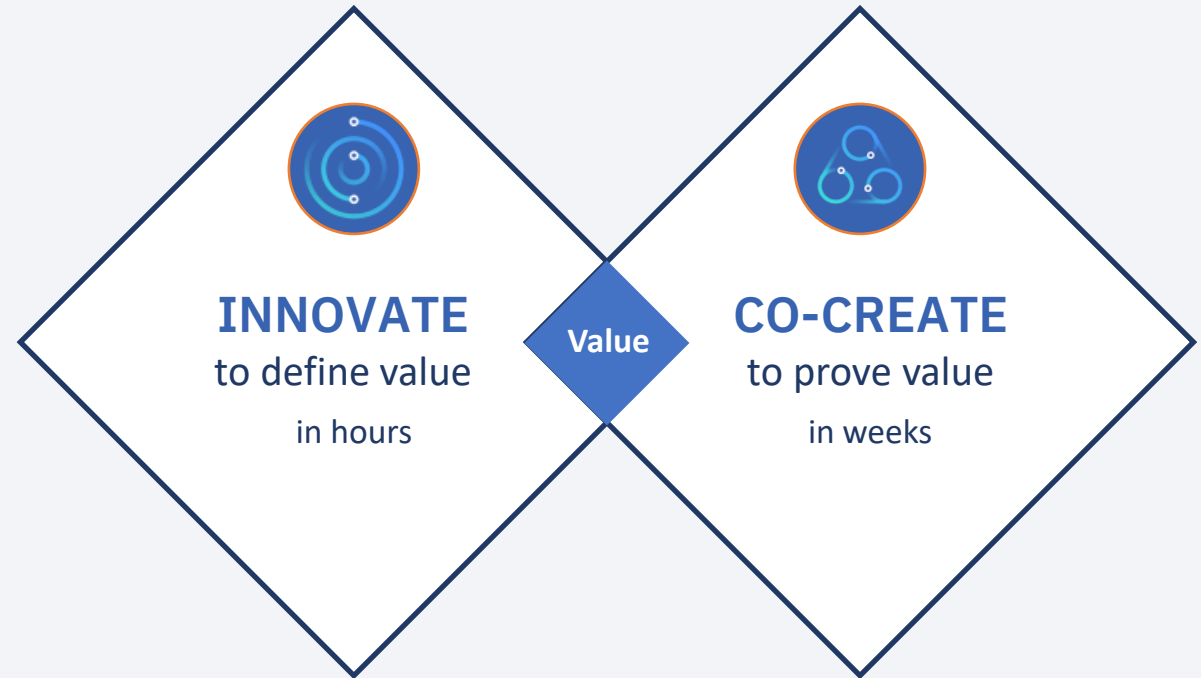 INNOVATE
to define value
in hours
Value
CO-CREATE
to prove value
in weeks